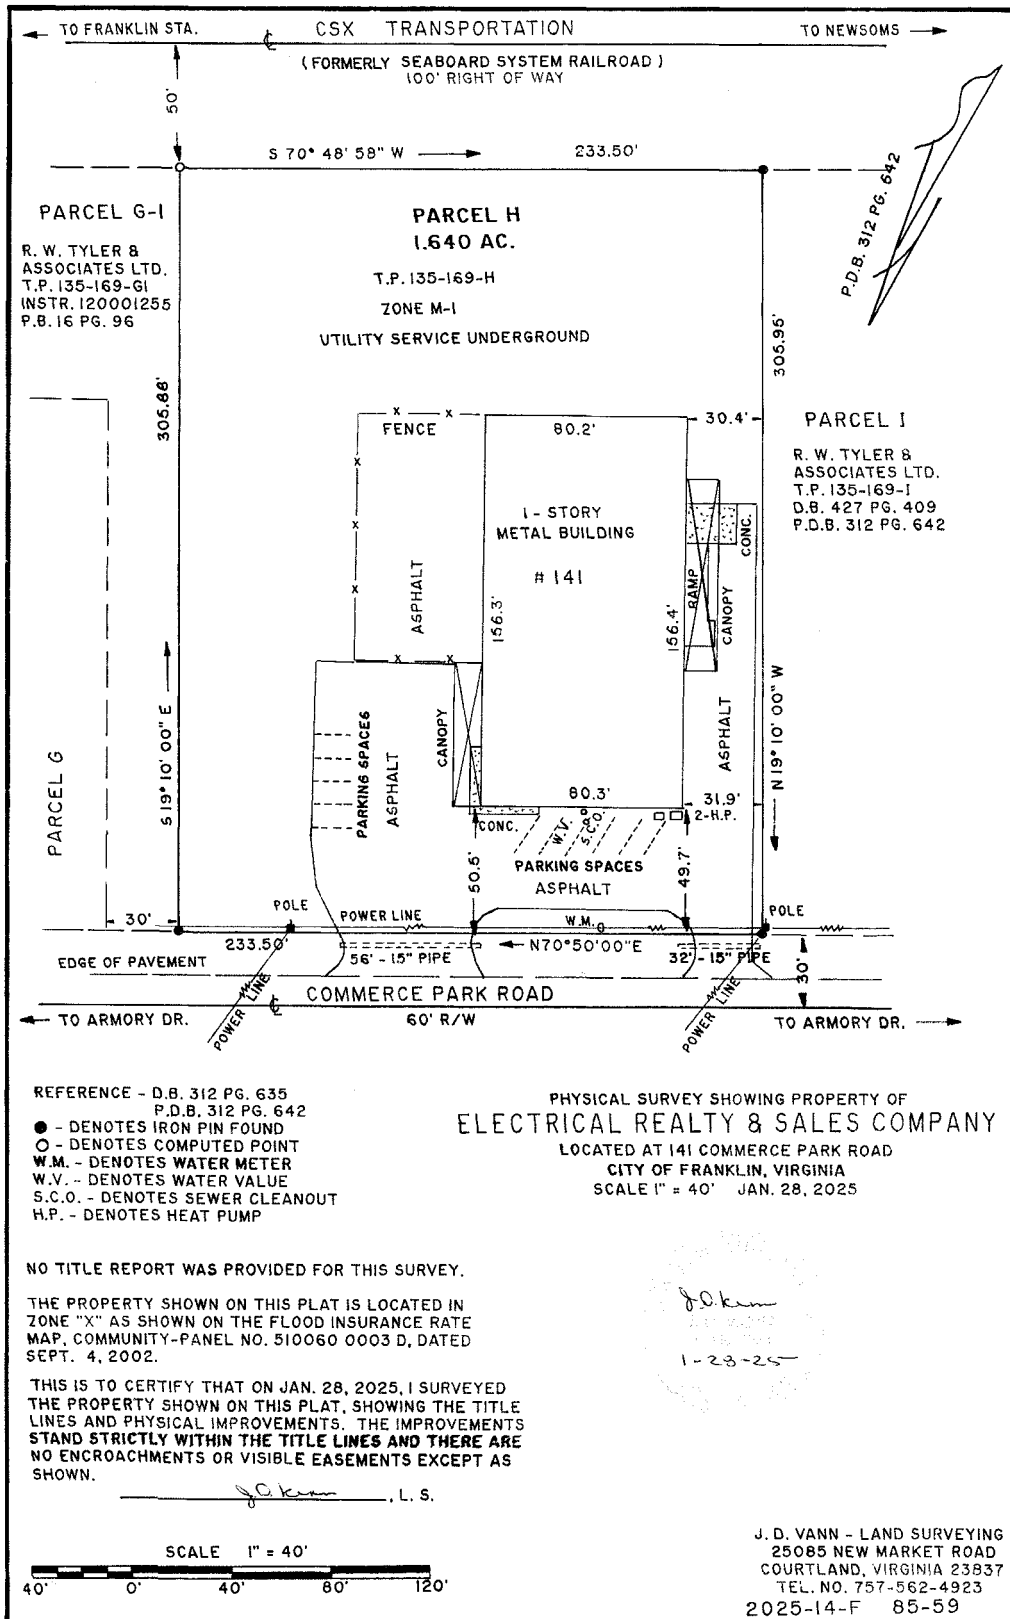 TO FRANKLIN STA.
CSX TRANSPORTATION
TO NEWSOMS
(FORMERLY SEABOARD SYSTEM RAILROAD)
100' RIGHT OF WAY
50'
S 70° 48' 58" W
233.50'
P.D.B. 312 PG. 642
PARCEL G-1
R. W. TYLER &
ASSOCIATES LTD.
T.P. 135-169-G1
INSTR. 120001255
P.B. 16 PG. 96
PARCEL H
1.640 AC.
T.P. 135-169-H
ZONE M-1
UTILITY SERVICE UNDERGROUND
305.88'
305.95'
FENCE
80.2'
30.4'
PARCEL I
R. W. TYLER &
ASSOCIATES LTD.
T.P. 135-169-I
D.B. 427 PG. 409
P.D.B. 312 PG. 642
1 - STORY
METAL BUILDING
# 141
ASPHALT
156.3'
156.4'
RAMP
CONC.
CANOPY
S 19° 10' 00" E
N 19° 10' 00" W
PARCEL G
PARKING SPACES
ASPHALT
CANOPY
ASPHALT
80.3'
31.9'
2-H.P.
CONC.
W.V.
S.C.O.
PARKING SPACES
ASPHALT
50.5'
49.7'
30'
POLE
POWER LINE
W.M.
POLE
233.50'
N70°50'00"E
EDGE OF PAVEMENT
56' - 15" PIPE
32' - 15" PIPE
30'
POWER LINE
POWER LINE
COMMERCE PARK ROAD
TO ARMORY DR.
60' R/W
TO ARMORY DR.
REFERENCE - D.B. 312 PG. 635
P.D.B. 312 PG. 642
● - DENOTES IRON PIN FOUND
○ - DENOTES COMPUTED POINT
W.M. - DENOTES WATER METER
W.V. - DENOTES WATER VALUE
S.C.O. - DENOTES SEWER CLEANOUT
H.P. - DENOTES HEAT PUMP
PHYSICAL SURVEY SHOWING PROPERTY OF
ELECTRICAL REALTY & SALES COMPANY
LOCATED AT 141 COMMERCE PARK ROAD
CITY OF FRANKLIN, VIRGINIA
SCALE 1" = 40' JAN. 28, 2025
NO TITLE REPORT WAS PROVIDED FOR THIS SURVEY.
THE PROPERTY SHOWN ON THIS PLAT IS LOCATED IN
ZONE "X" AS SHOWN ON THE FLOOD INSURANCE RATE
MAP, COMMUNITY-PANEL NO. 510060 0003 D, DATED
SEPT. 4, 2002.
THIS IS TO CERTIFY THAT ON JAN. 28, 2025, I SURVEYED
THE PROPERTY SHOWN ON THIS PLAT, SHOWING THE TITLE
LINES AND PHYSICAL IMPROVEMENTS. THE IMPROVEMENTS
STAND STRICTLY WITHIN THE TITLE LINES AND THERE ARE
NO ENCROACHMENTS OR VISIBLE EASEMENTS EXCEPT AS
SHOWN.
, L. S.
1-28-25
SCALE 1" = 40'
40' 0' 40' 80' 120'
J. D. VANN - LAND SURVEYING
25085 NEW MARKET ROAD
COURTLAND, VIRGINIA 23837
TEL. NO. 757-562-4923
2025-14-F 85-59